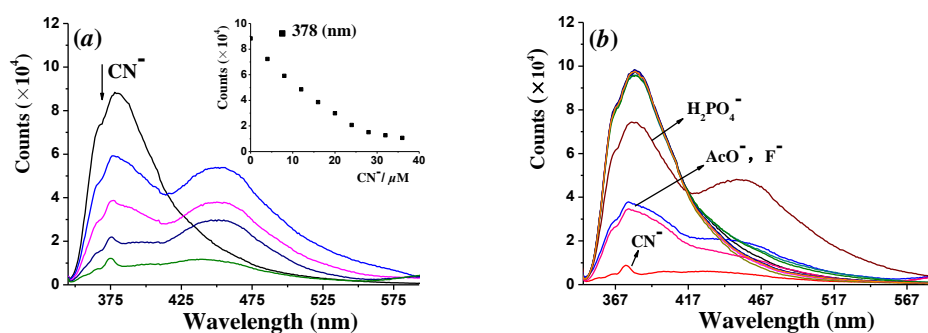 (a)
CN⁻
Counts (×10⁴)
12
10
8
6
4
2
0
375
425
475
525
575
Wavelength (nm)
378 (nm)
Counts (×10⁴)
10
8
6
4
2
0
0
10
20
30
40
CN⁻/ μM
(b)
H₂PO₄⁻
AcO⁻, F⁻
CN⁻
Counts (×10⁴)
12
10
8
6
4
2
0
367
417
467
517
567
Wavelength (nm)